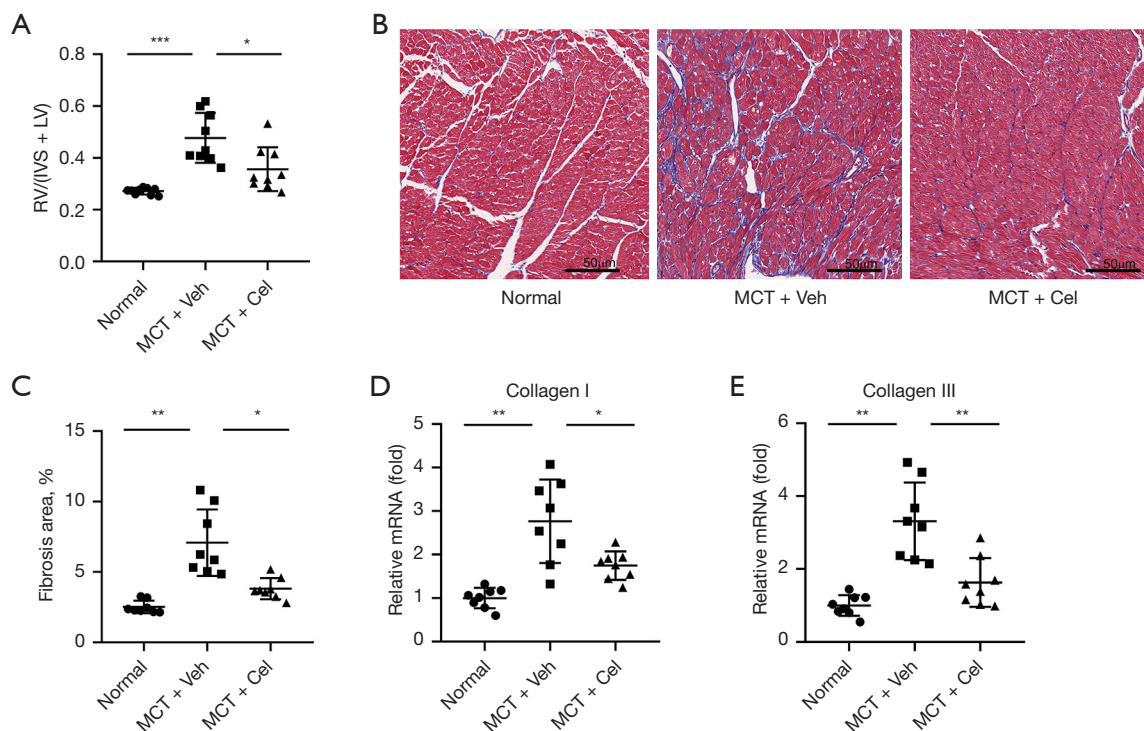 A
RV/(IVS + LV)
0.8
0.6
0.4
0.2
0.0
***
*
Normal
MCT + Veh
MCT + Cel
B
50μm
50μm
50μm
Normal
MCT + Veh
MCT + Cel
C
Fibrosis area, %
15
10
5
0
**
*
Normal
MCT + Veh
MCT + Cel
D
Collagen I
Relative mRNA (fold)
5
4
3
2
1
0
**
*
Normal
MCT + Veh
MCT + Cel
E
Collagen III
Relative mRNA (fold)
6
4
2
0
**
**
Normal
MCT + Veh
MCT + Cel